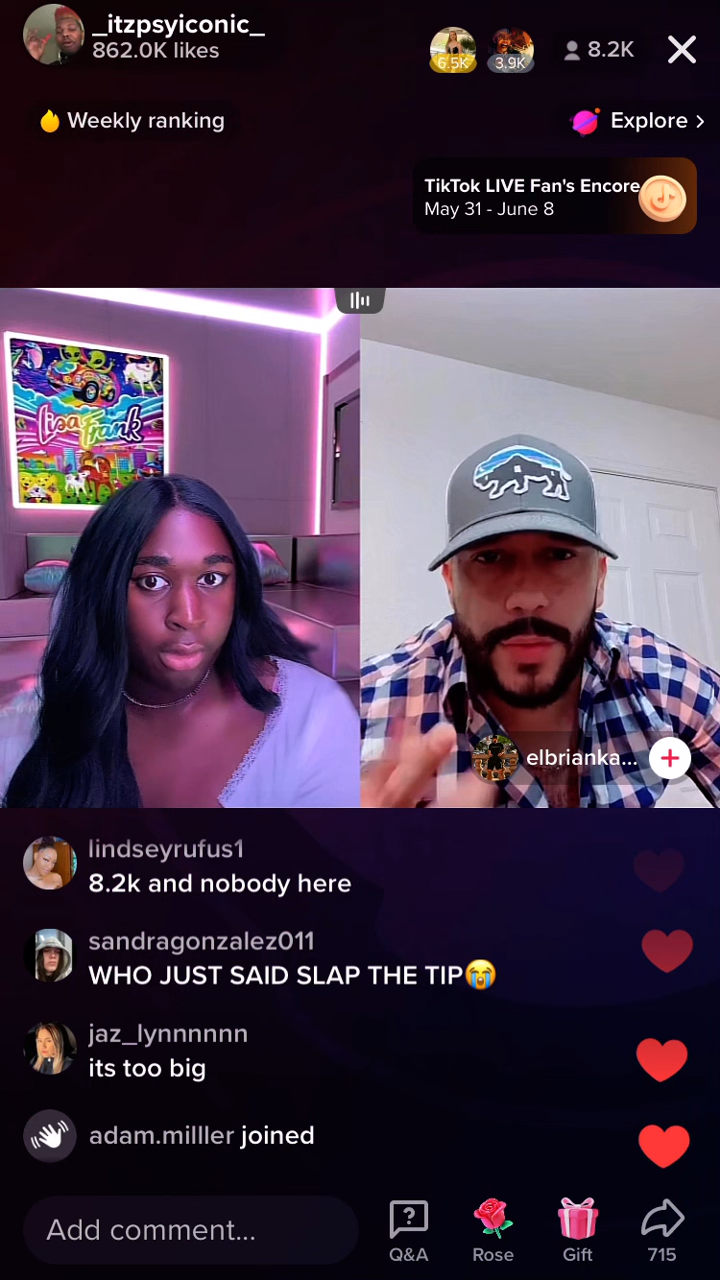 _itzpsyiconic_
862.0K likes
6.5K
3.9K
8.2K
Weekly ranking
Explore
TikTok LIVE Fan's Encore
May 31 - June 8
Lisa Frank
elbrianka...
lindseyrufus1
8.2k and nobody here
sandragonzalez011
WHO JUST SAID SLAP THE TIP😭
jaz_lynnnnnn
its too big
adam.milller joined
Add comment...
Q&A
Rose
Gift
715